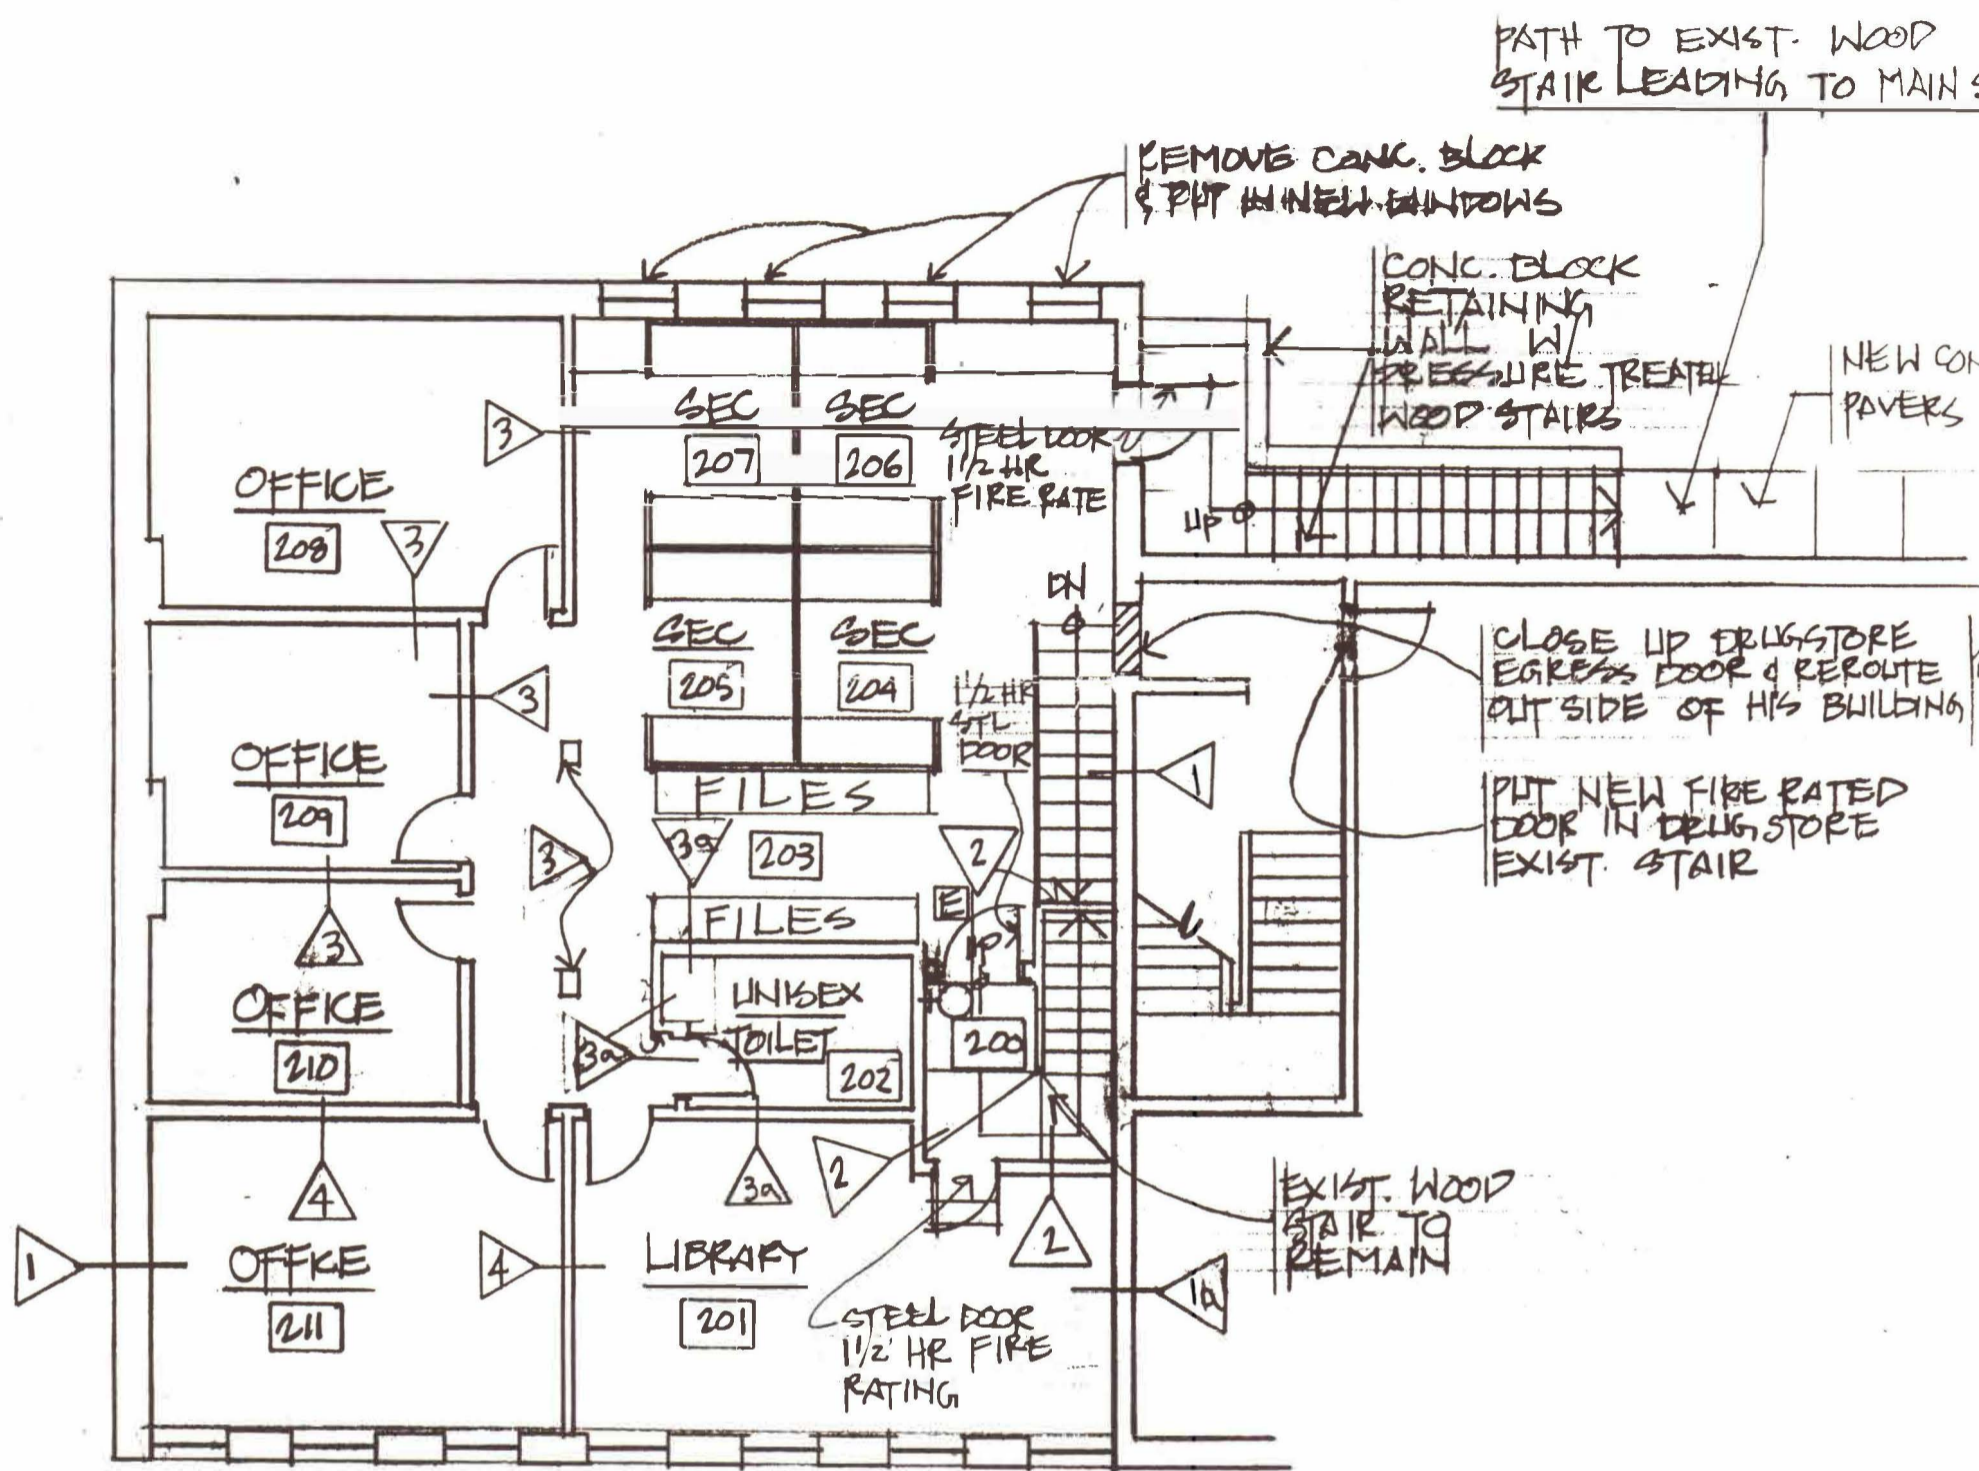 PATH TO EXIST. WOOD
STAIR LEADING TO MAIN
REMOVE CONC. BLOCK
& PUT IN NEW WINDOWS
CONC. BLOCK
RETAINING
WALL W/
PRESSURE TREATED
WOOD STAIRS
NEW CON
PAVERS
SEC
207
SEC
206
STEEL DOOR
1 1/2 HR
FIRE RATE
3
OFFICE
208
3
UP
DN
SEC
205
SEC
204
1/2 HR
STL
DOOR
CLOSE UP DRUGSTORE
EGRESS DOOR & REROUTE
OUT SIDE OF HIS BUILDING
3
OFFICE
209
FILES
1
PUT NEW FIRE RATED
DOOR IN DRUGSTORE
EXIST. STAIR
3
3a
203
2
FILES
E
3
UP
OFFICE
210
UNISEX
TOILET
202
3a
200
4
3a
2
2
EXIST. WOOD
STAIR TO
REMAIN
1
OFFICE
211
4
LIBRARY
201
1a
STEEL DOOR
1 1/2 HR FIRE
RATING